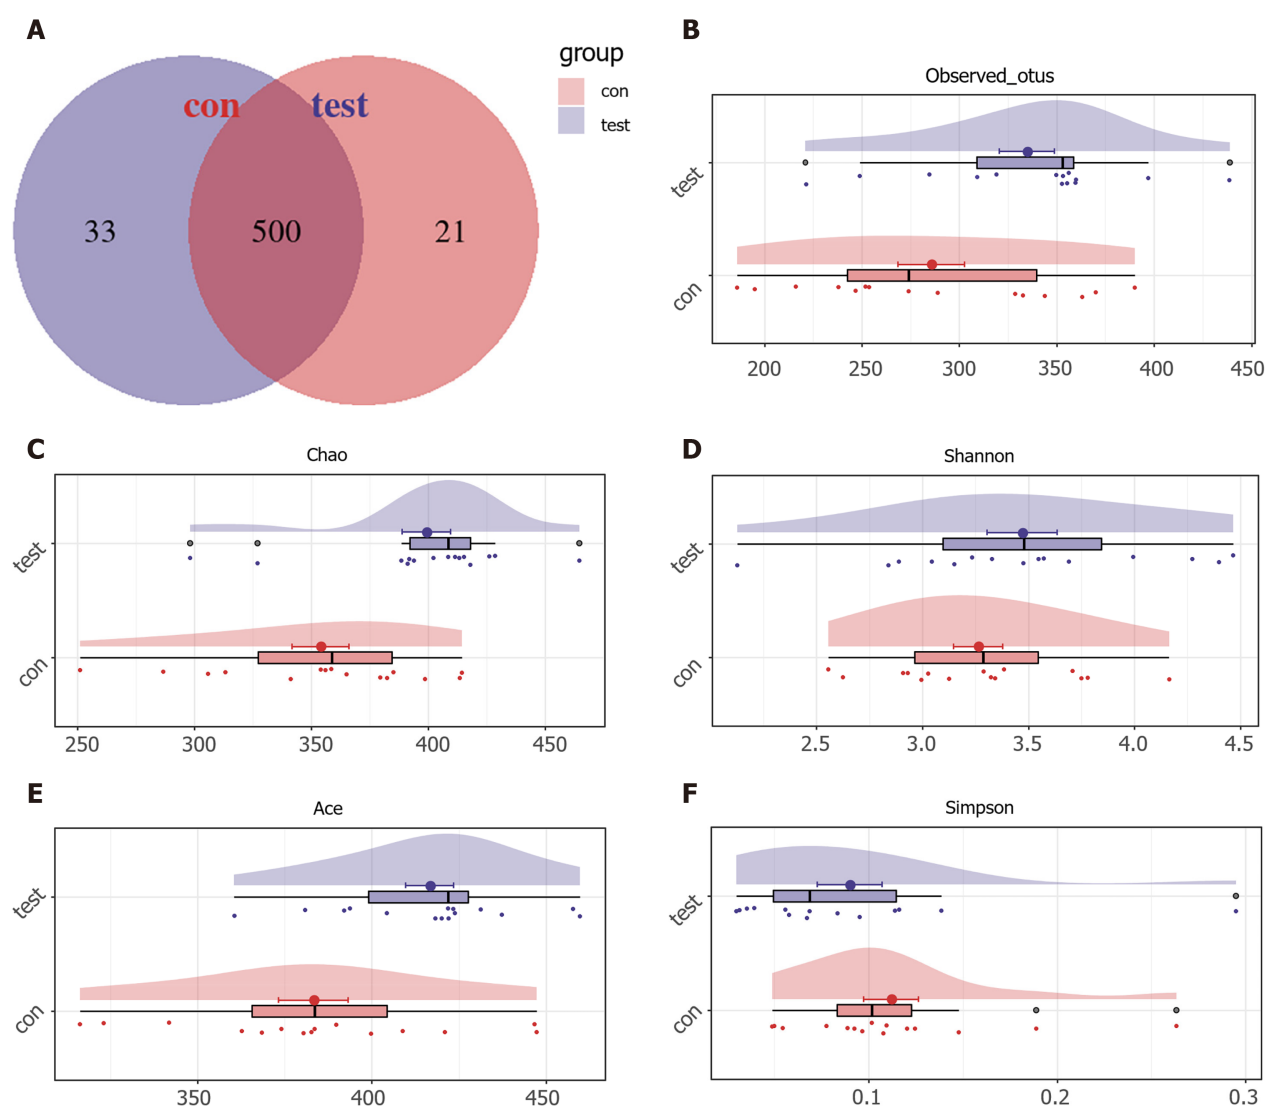 A
con test
33 500 21
group
con
test
B
Observed_otus
test
con
200 250 300 350 400 450
C
Chao
test
con
250 300 350 400 450
D
Shannon
test
con
2.5 3.0 3.5 4.0 4.5
E
Ace
test
con
350 400 450
F
Simpson
test
con
0.1 0.2 0.3